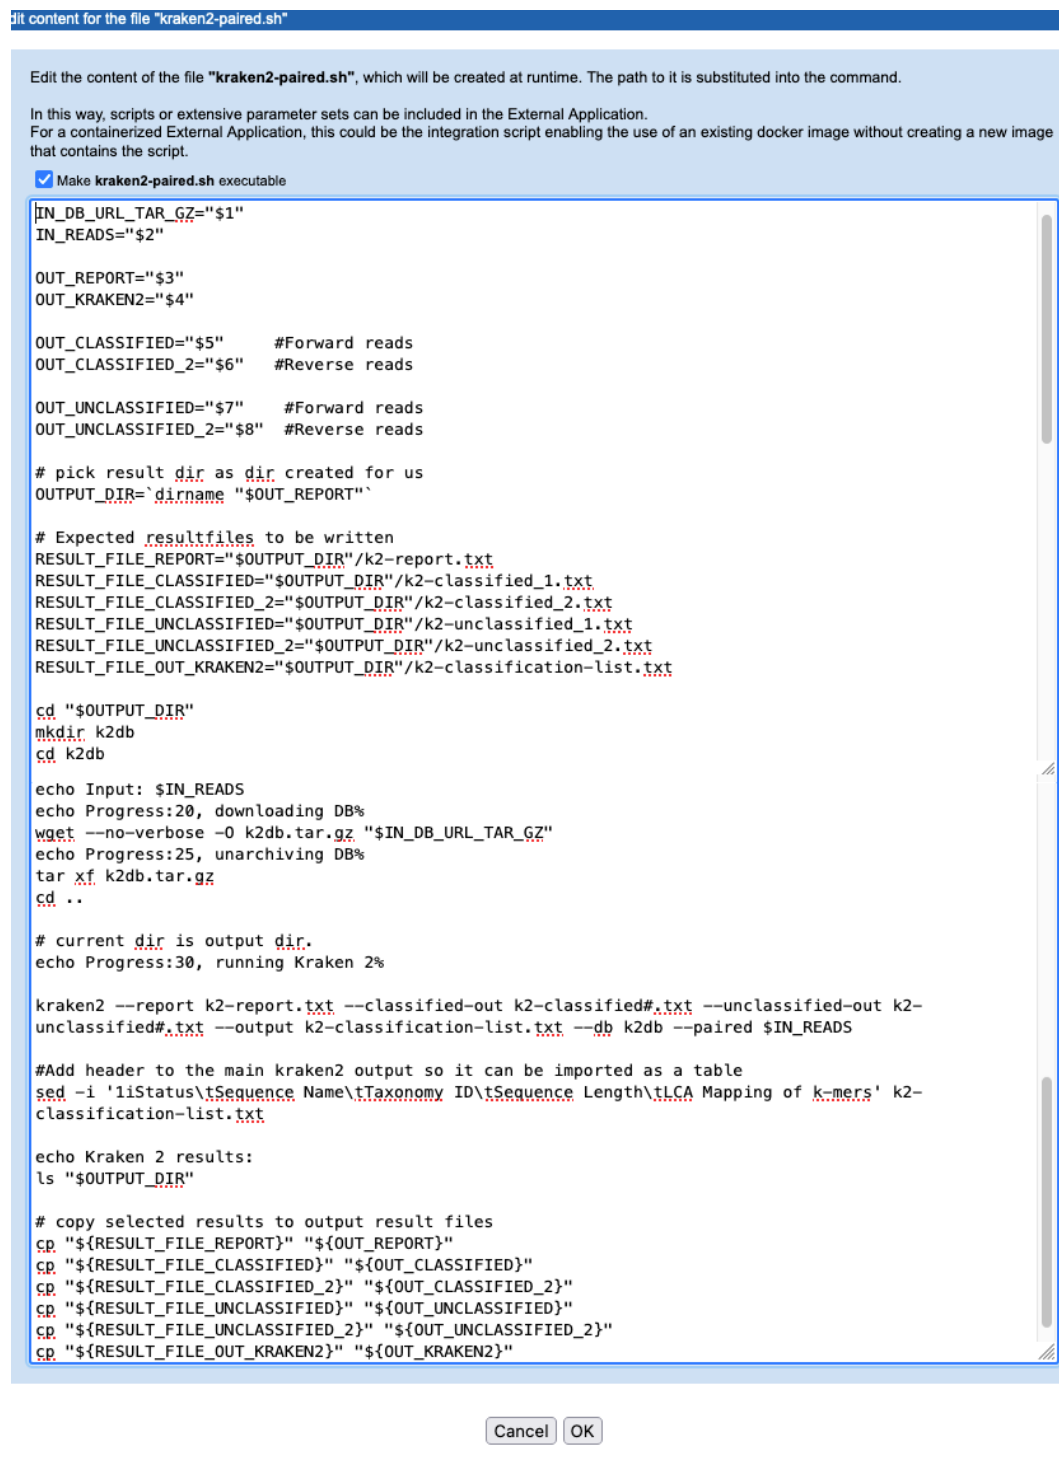 dit content for the file "kraken2-paired.sh"
Edit the content of the file "kraken2-paired.sh", which will be created at runtime. The path to it is substituted into the command.
In this way, scripts or extensive parameter sets can be included in the External Application.
For a containerized External Application, this could be the integration script enabling the use of an existing docker image without creating a new image
that contains the script.
Make kraken2-paired.sh executable
IN_DB_URL_TAR_GZ="$1"
IN_READS="$2"
OUT_REPORT="$3"
OUT_KRAKEN2="$4"
OUT_CLASSIFIED="$5"     #Forward reads
OUT_CLASSIFIED_2="$6"   #Reverse reads
OUT_UNCLASSIFIED="$7"    #Forward reads
OUT_UNCLASSIFIED_2="$8"  #Reverse reads
# pick result dir as dir created for us
OUTPUT_DIR=`dirname "$OUT_REPORT"`
# Expected resultfiles to be written
RESULT_FILE_REPORT="$OUTPUT_DIR"/k2-report.txt
RESULT_FILE_CLASSIFIED="$OUTPUT_DIR"/k2-classified_1.txt
RESULT_FILE_CLASSIFIED_2="$OUTPUT_DIR"/k2-classified_2.txt
RESULT_FILE_UNCLASSIFIED="$OUTPUT_DIR"/k2-unclassified_1.txt
RESULT_FILE_UNCLASSIFIED_2="$OUTPUT_DIR"/k2-unclassified_2.txt
RESULT_FILE_OUT_KRAKEN2="$OUTPUT_DIR"/k2-classification-list.txt
cd "$OUTPUT_DIR"
mkdir k2db
cd k2db
echo Input: $IN_READS
echo Progress:20, downloading DB%
wget --no-verbose -O k2db.tar.gz "$IN_DB_URL_TAR_GZ"
echo Progress:25, unarchiving DB%
tar xf k2db.tar.gz
cd ..
# current dir is output dir.
echo Progress:30, running Kraken 2%
kraken2 --report k2-report.txt --classified-out k2-classified#.txt --unclassified-out k2-
unclassified#.txt --output k2-classification-list.txt --db k2db --paired $IN_READS
#Add header to the main kraken2 output so it can be imported as a table
sed -i '1iStatus\tSequence Name\tTaxonomy ID\tSequence Length\tLCA Mapping of k-mers' k2-
classification-list.txt
echo Kraken 2 results:
ls "$OUTPUT_DIR"
# copy selected results to output result files
cp "${RESULT_FILE_REPORT}" "${OUT_REPORT}"
cp "${RESULT_FILE_CLASSIFIED}" "${OUT_CLASSIFIED}"
cp "${RESULT_FILE_CLASSIFIED_2}" "${OUT_CLASSIFIED_2}"
cp "${RESULT_FILE_UNCLASSIFIED}" "${OUT_UNCLASSIFIED}"
cp "${RESULT_FILE_UNCLASSIFIED_2}" "${OUT_UNCLASSIFIED_2}"
cp "${RESULT_FILE_OUT_KRAKEN2}" "${OUT_KRAKEN2}"
Cancel OK